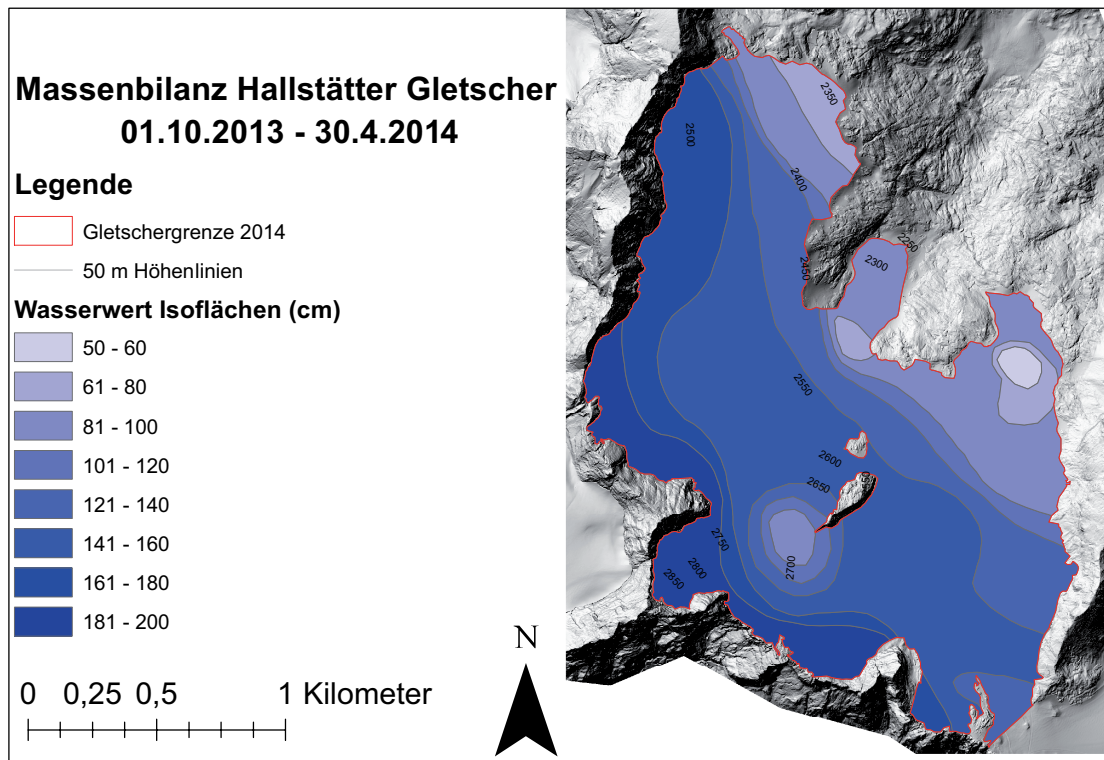 Massenbilanz Hallstätter Gletscher
01.10.2013 - 30.4.2014
Legende
Gletschergrenze 2014
50 m Höhenlinien
Wasserwert Isoflächen (cm)
50 - 60
61 - 80
81 - 100
101 - 120
121 - 140
141 - 160
161 - 180
181 - 200
0 0,25 0,5 1 Kilometer
N
2350
2500
2400
2250
2300
2450
2550
2600
2650
2750
2700
2800
2850